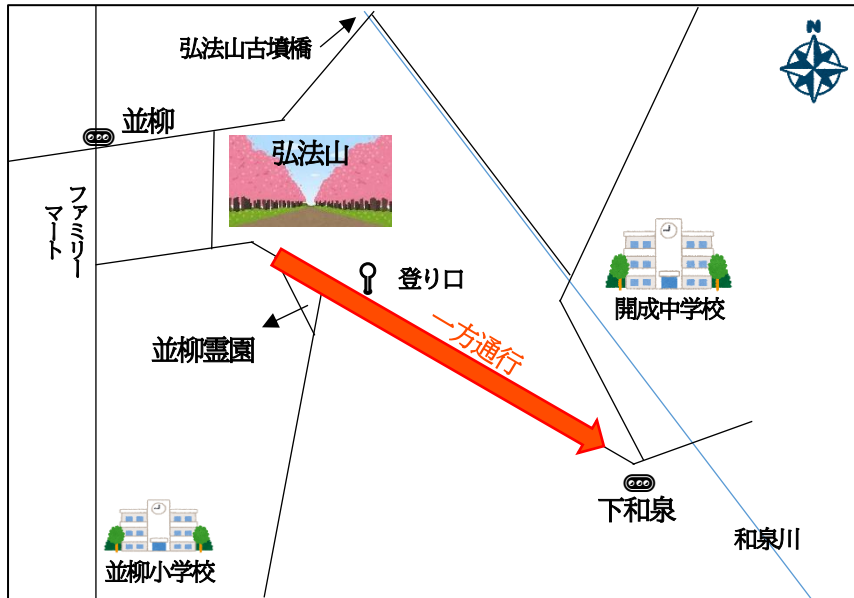 N
弘法山古墳橋
並柳
弘法山
ファミリー
マート
登り口
開成中学校
一方通行
並柳霊園
下和泉
和泉川
並柳小学校